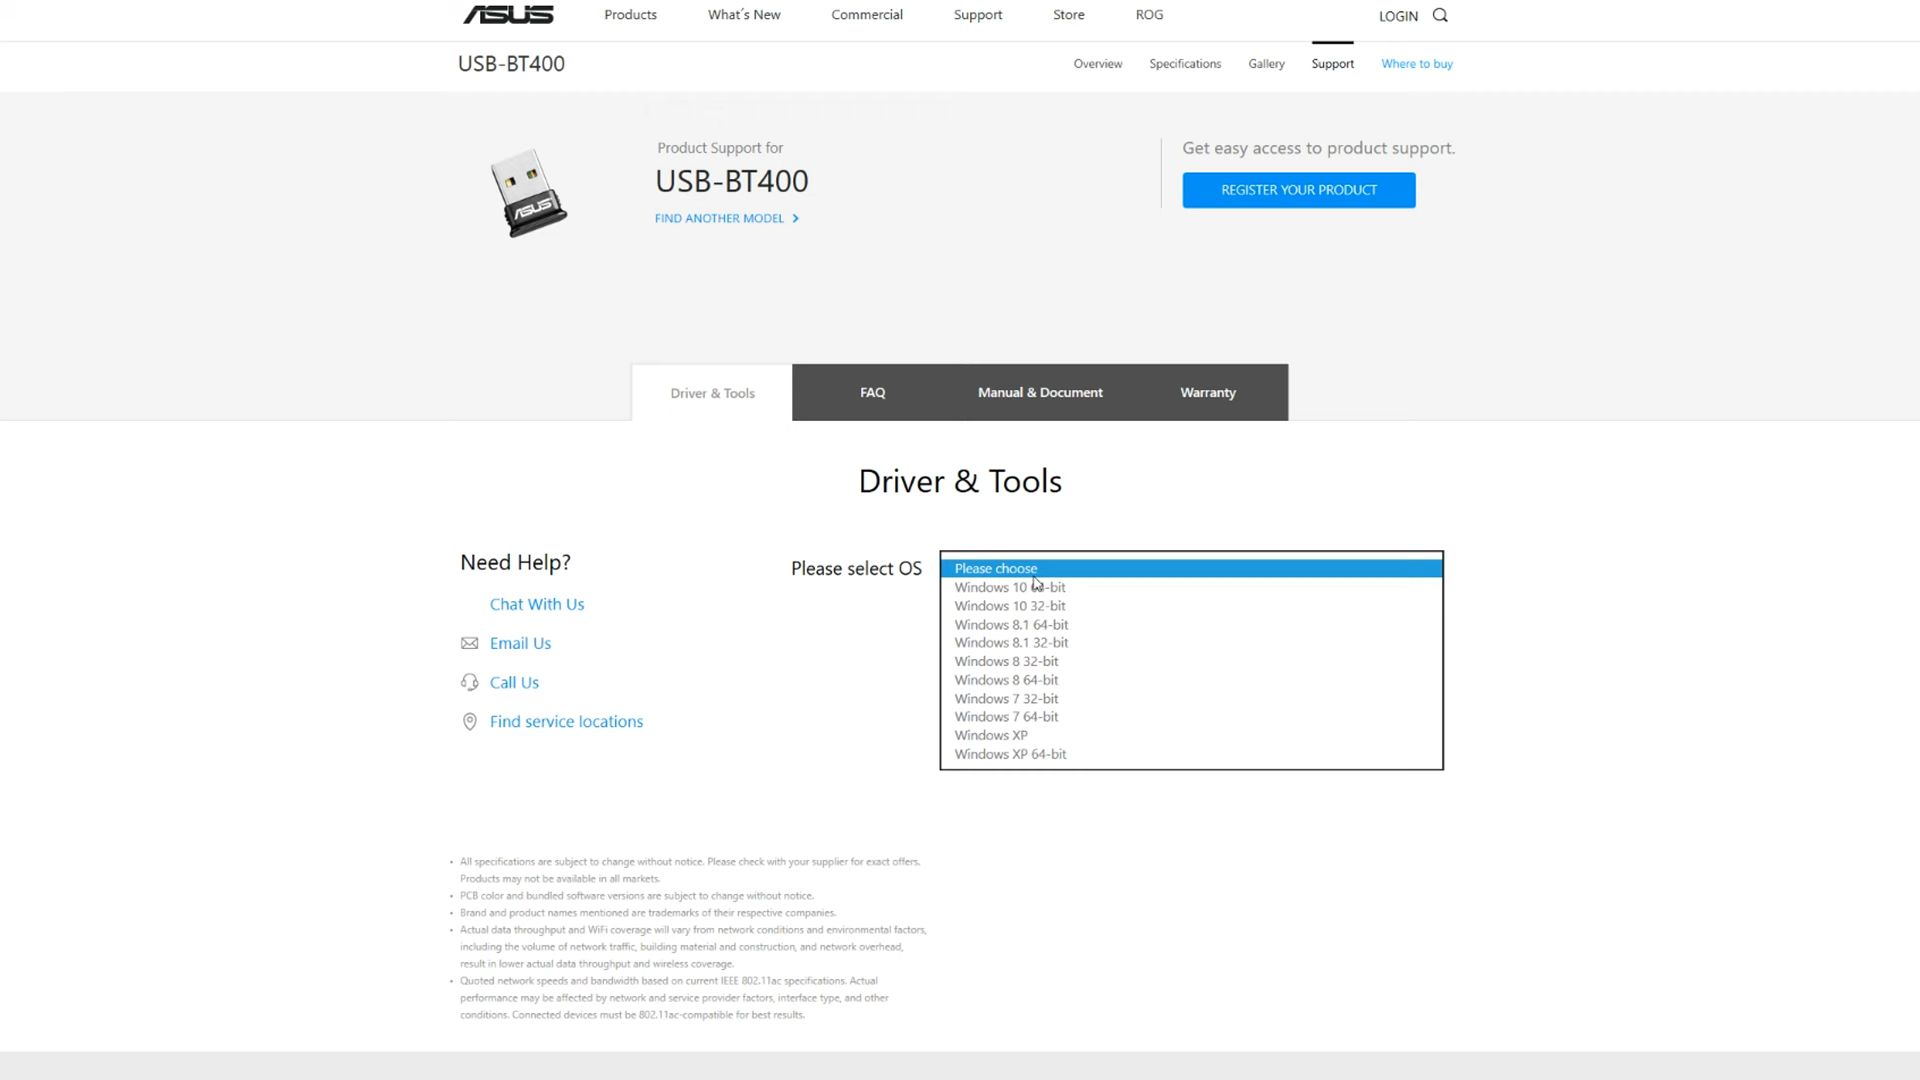 ASUS
Products What´s New Commercial Support Store ROG LOGIN
USB-BT400
Overview Specifications Gallery Support Where to buy
Product Support for
USB-BT400
FIND ANOTHER MODEL
ASUS
Get easy access to product support.
REGISTER YOUR PRODUCT
Driver & Tools FAQ Manual & Document Warranty
Driver & Tools
Need Help?
Chat With Us
Email Us
Call Us
Find service locations
Please select OS
Please choose
Windows 10 64-bit
Windows 10 32-bit
Windows 8.1 64-bit
Windows 8.1 32-bit
Windows 8 32-bit
Windows 8 64-bit
Windows 7 32-bit
Windows 7 64-bit
Windows XP
Windows XP 64-bit
• All specifications are subject to change without notice. Please check with your supplier for exact offers.
Products may not be available in all markets.
• PCB color and bundled software versions are subject to change without notice.
• Brand and product names mentioned are trademarks of their respective companies.
• Actual data throughput and WiFi coverage will vary from network conditions and environmental factors,
including the volume of network traffic, building material and construction, and network overhead,
result in lower actual data throughput and wireless coverage.
• Quoted network speeds and bandwidth based on current IEEE 802.11ac specifications. Actual
performance may be affected by network and service provider factors, interface type, and other
conditions. Connected devices must be 802.11ac-compatible for best results.